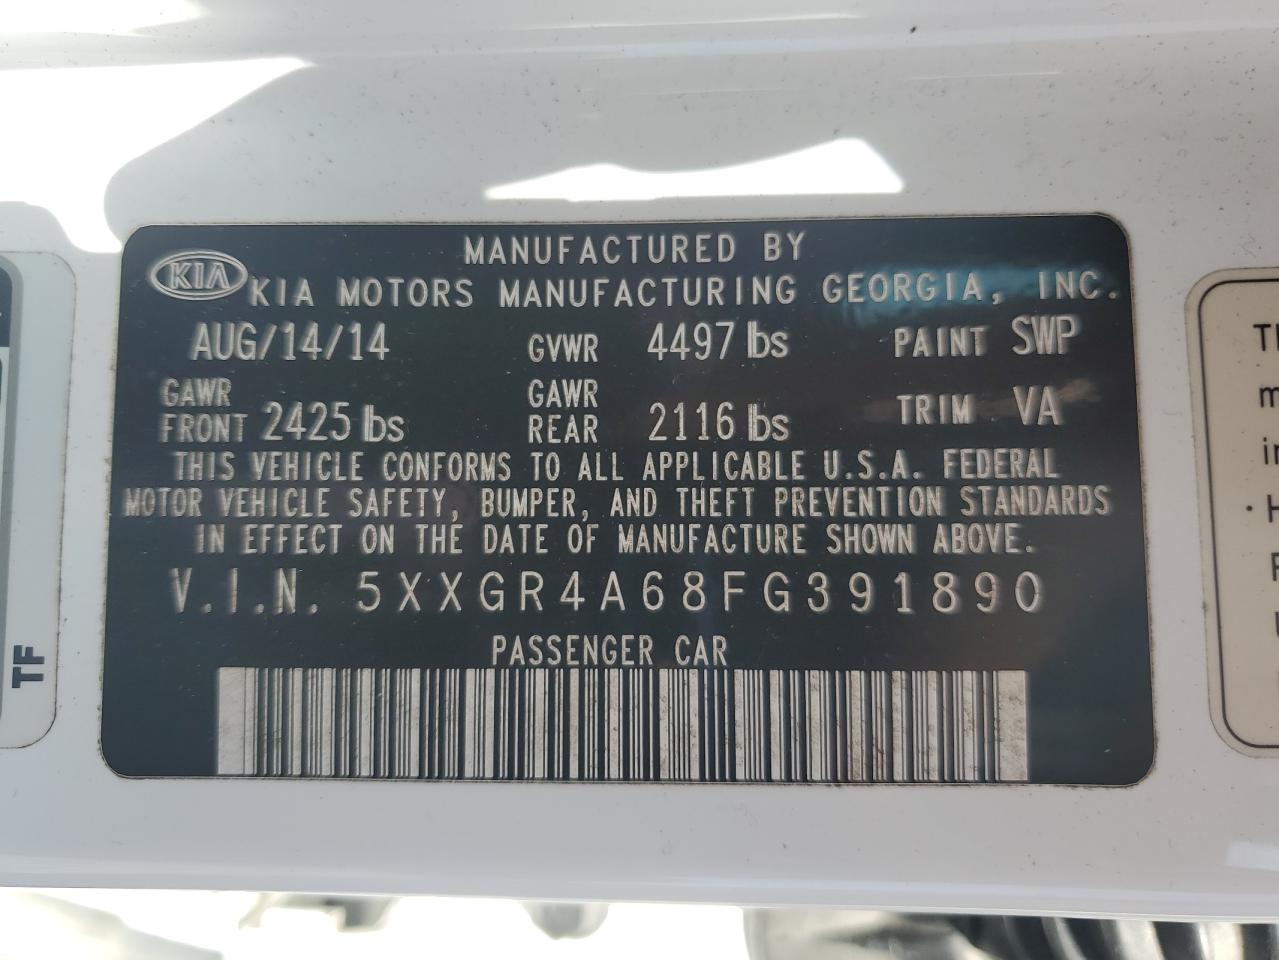 MANUFACTURED BY
KIA KIA MOTORS MANUFACTURING GEORGIA, INC.
AUG/14/14 GVWR 4497 lbs PAINT SWP
GAWR FRONT 2425 lbs GAWR REAR 2116 lbs TRIM VA
THIS VEHICLE CONFORMS TO ALL APPLICABLE U.S.A. FEDERAL
MOTOR VEHICLE SAFETY, BUMPER, AND THEFT PREVENTION STANDARDS
IN EFFECT ON THE DATE OF MANUFACTURE SHOWN ABOVE.
V.I.N. 5XXGR4A68FG391890
PASSENGER CAR
TF